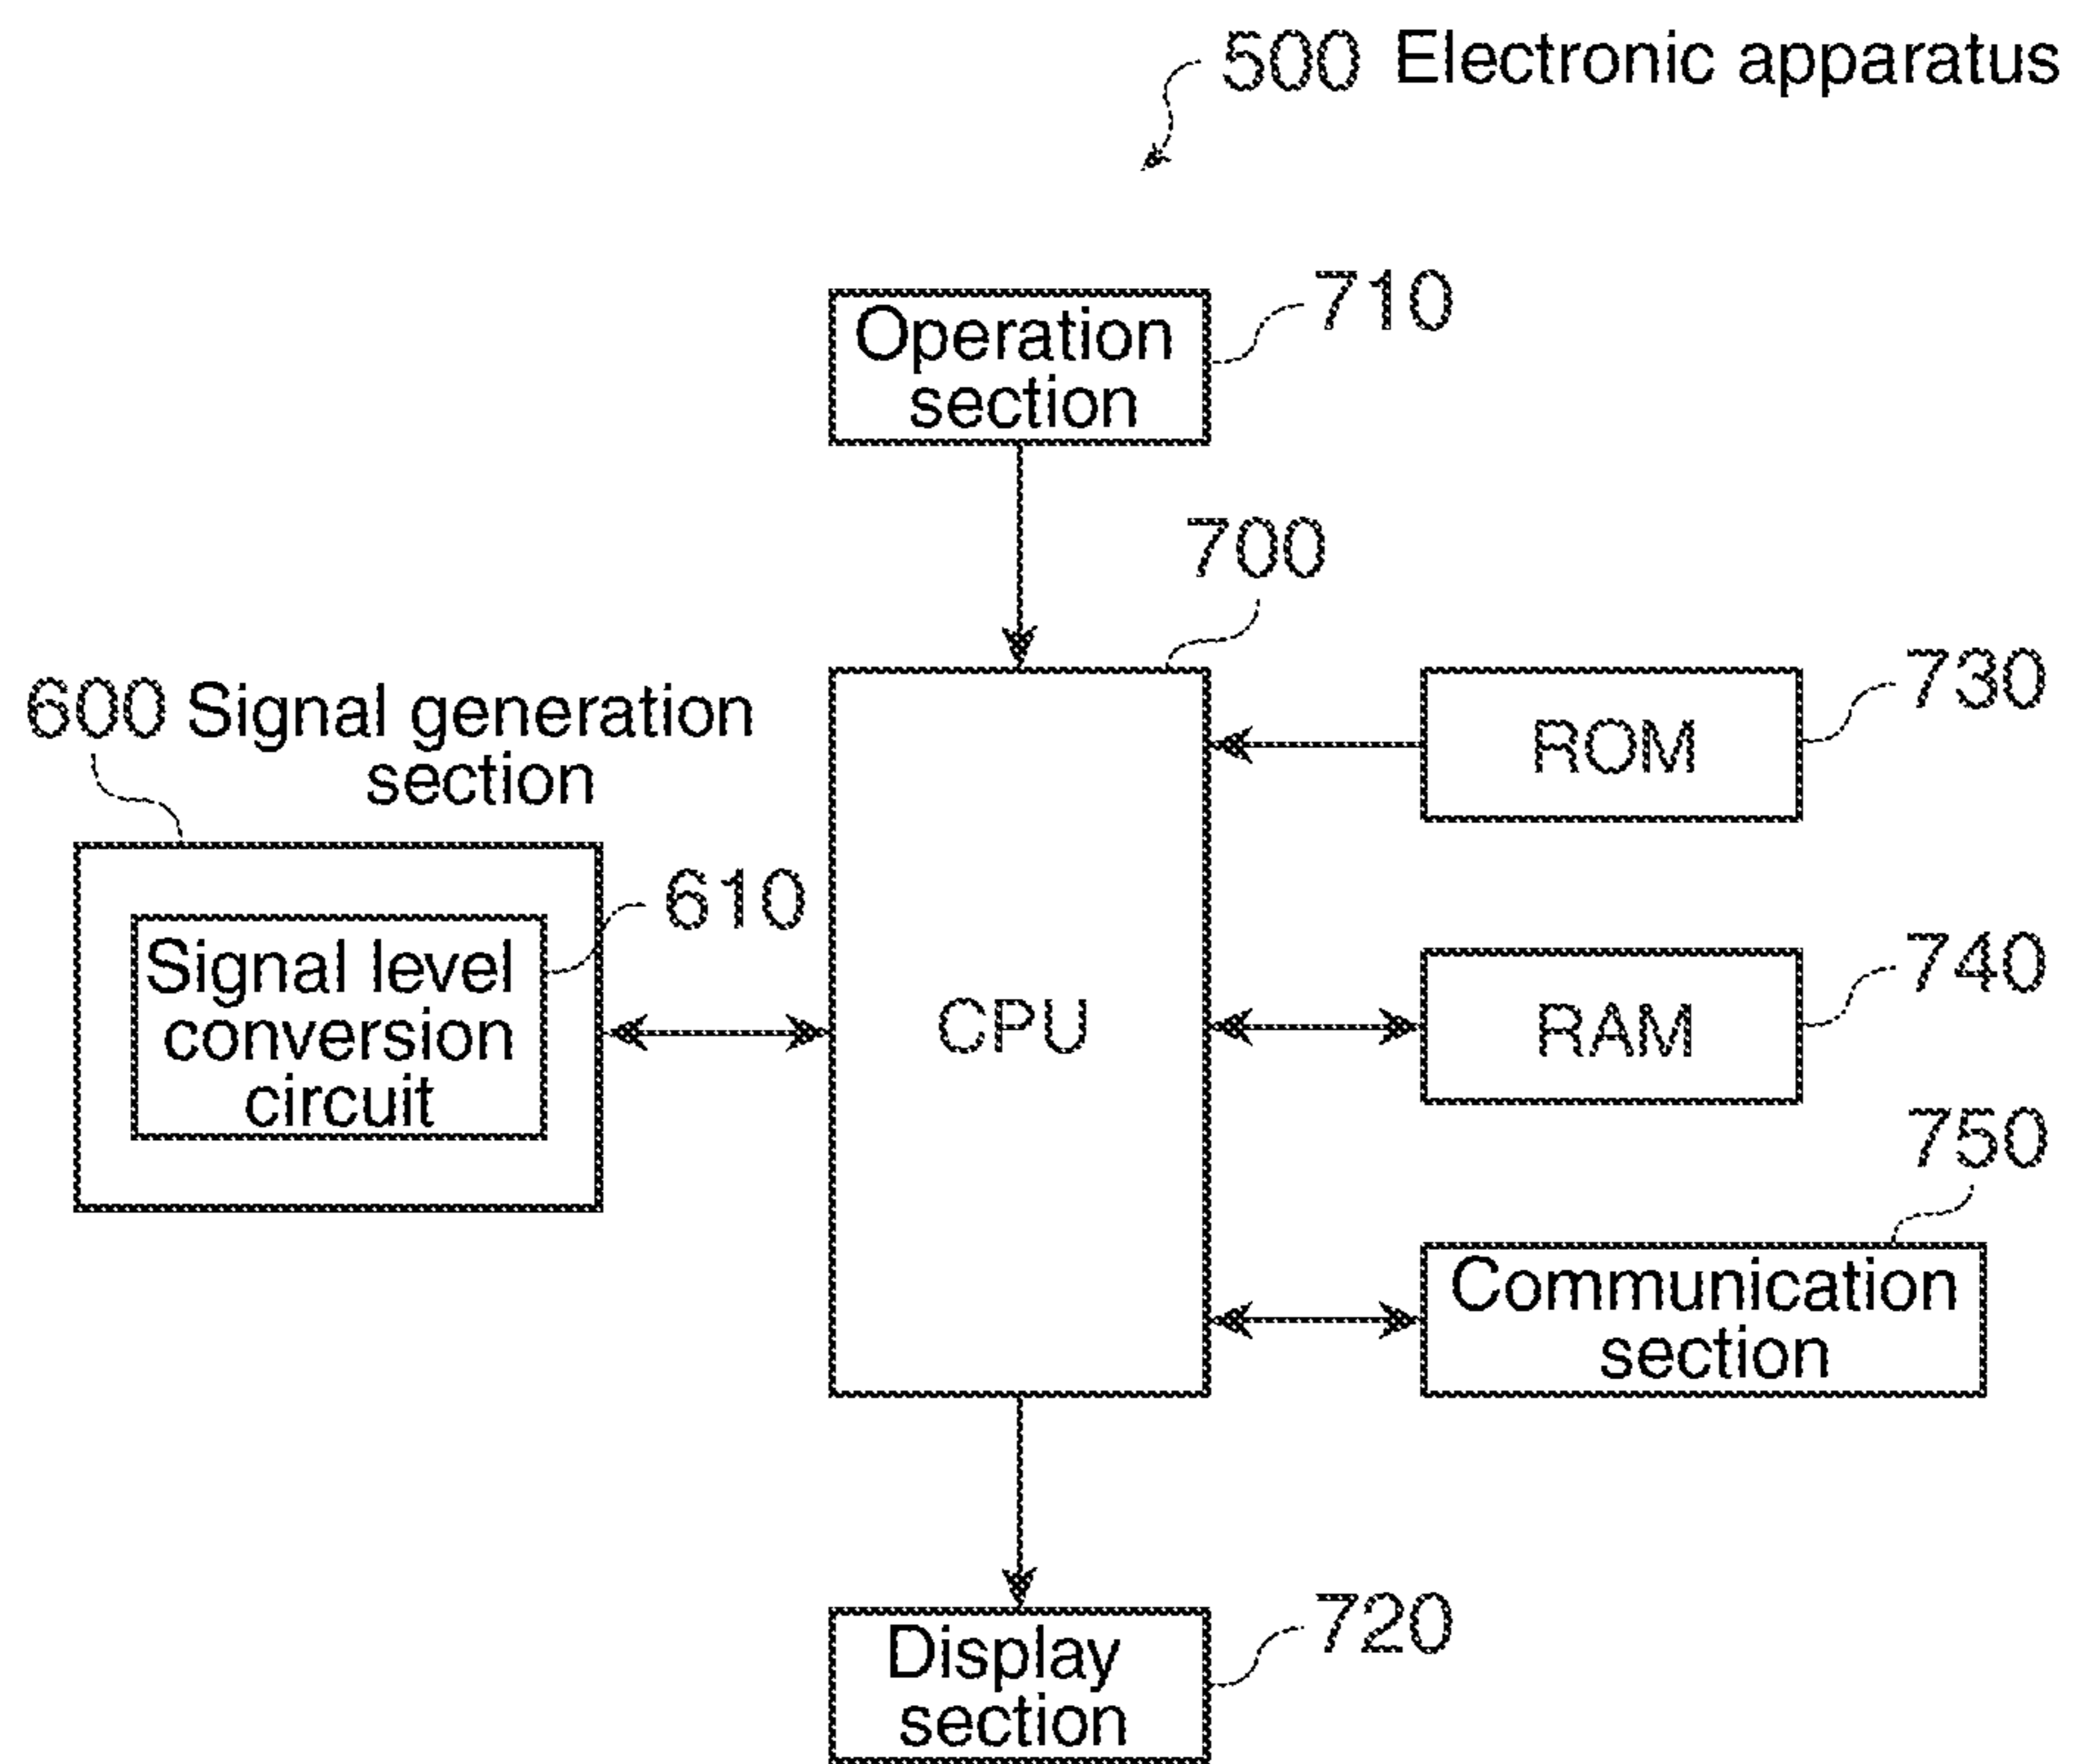 500 Electronic apparatus
710
Operation
section
700
730
600 Signal generation
section
ROM
610
Signal level
conversion
circuit
CPU
740
RAM
750
Communication
section
720
Display
section